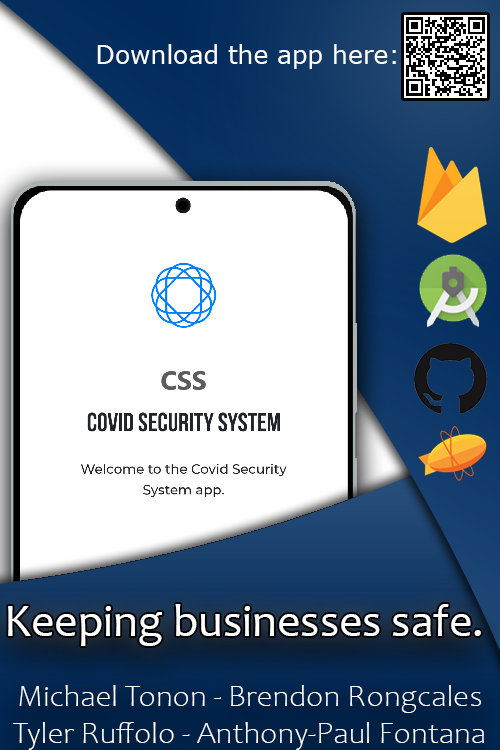 Download the app here:
CSS
COVID SECURITY SYSTEM
Welcome to the Covid Security
System app.
Keeping businesses safe.
Michael Tonon - Brendon Rongcales
Tyler Ruffolo - Anthony-Paul Fontana